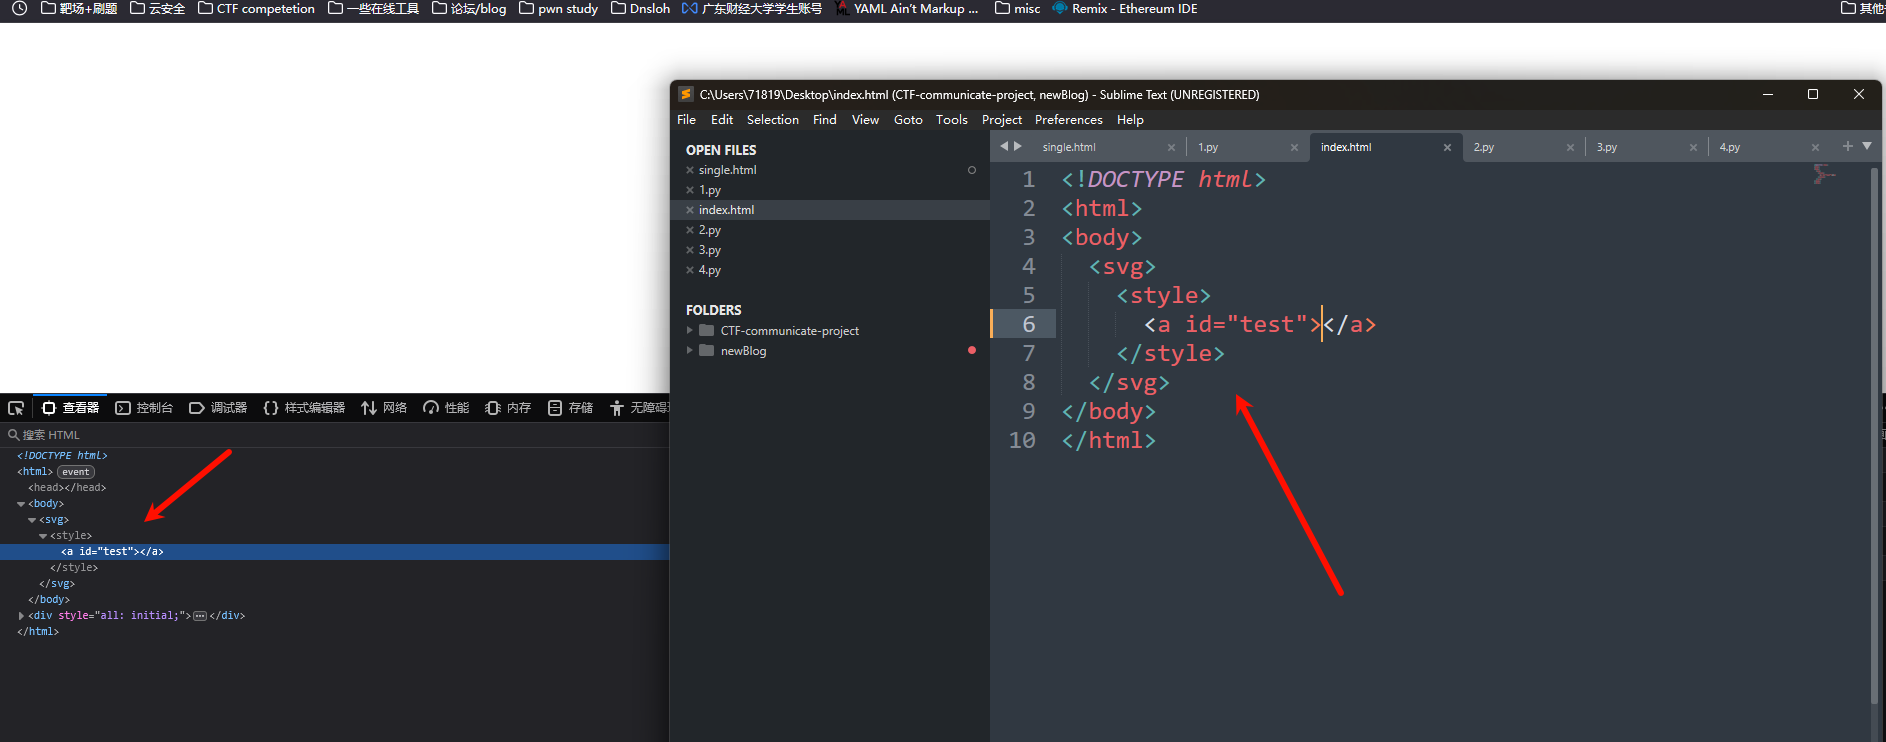 靶场+刷题 云安全 CTF competetion 一些在线工具 论坛/blog pwn study Dnsloh 广东财经大学学生账号 YAML Ain't Markup ... misc Remix - Ethereum IDE
C:\Users\71819\Desktop\index.html (CTF-communicate-project, newBlog) - Sublime Text (UNREGISTERED)
File Edit Selection Find View Goto Tools Project Preferences Help
OPEN FILES
single.html
1.py
index.html
2.py
3.py
4.py
FOLDERS
CTF-communicate-project
newBlog
single.html 1.py index.html 2.py 3.py 4.py
1 <!DOCTYPE html>
2 <html>
3 <body>
4 <svg>
5 <style>
6 <a id="test"></a>
7 </style>
8 </svg>
9 </body>
10 </html>
查看器 控制台 调试器 样式编辑器 网络 性能 内存 存储 无障碍
搜索 HTML
<!DOCTYPE html>
<html> event
<head></head>
<body>
<svg>
<style>
<a id="test"></a>
</style>
</svg>
</body>
<div style="all: initial;"></div>
</html>